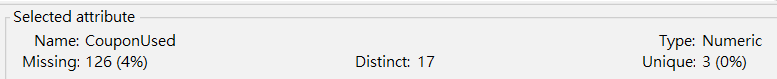 Selected attribute
Name: CouponUsed Type: Numeric
Missing: 126 (4%) Distinct: 17 Unique: 3 (0%)